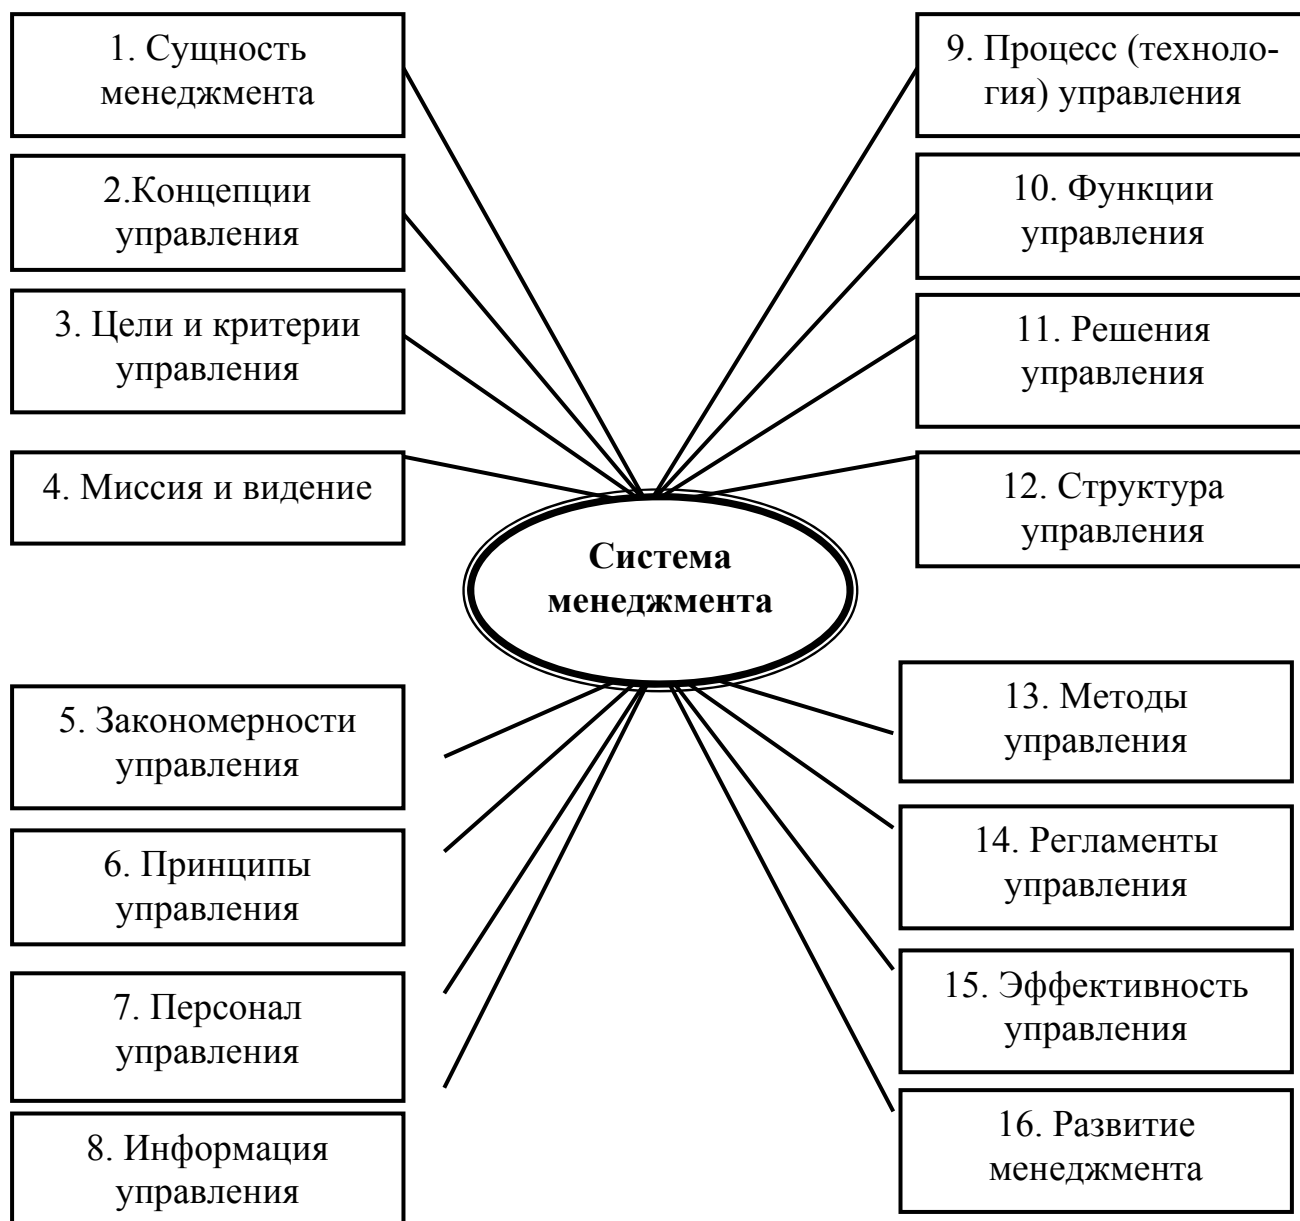 1. Сущность
менеджмента
2.Концепции
управления
3. Цели и критерии
управления
4. Миссия и видение
5. Закономерности
управления
6. Принципы
управления
7. Персонал
управления
8. Информация
управления
Система
менеджмента
9. Процесс (техноло-
гия) управления
10. Функции
управления
11. Решения
управления
12. Структура
управления
13. Методы
управления
14. Регламенты
управления
15. Эффективность
управления
16. Развитие
менеджмента